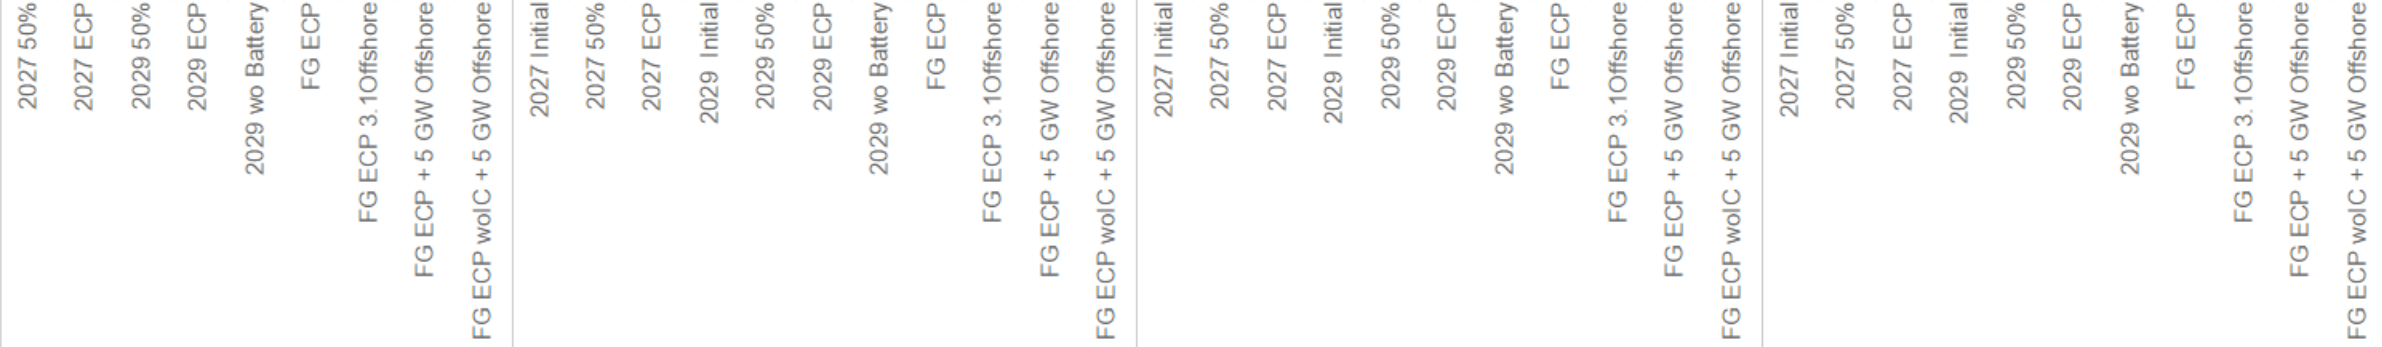 2027 50%
2027 ECP
2029 50%
2029 ECP
2029 wo Battery
FG ECP
FG ECP 3.1Offshore
FG ECP + 5 GW Offshore
FG ECP woIC + 5 GW Offshore
2027 Initial
2027 50%
2027 ECP
2029 Initial
2029 50%
2029 ECP
2029 wo Battery
FG ECP
FG ECP 3.1Offshore
FG ECP + 5 GW Offshore
FG ECP woIC + 5 GW Offshore
2027 Initial
2027 50%
2027 ECP
2029 Initial
2029 50%
2029 ECP
2029 wo Battery
FG ECP
FG ECP 3.1Offshore
FG ECP + 5 GW Offshore
FG ECP woIC + 5 GW Offshore
2027 Initial
2027 50%
2027 ECP
2029 Initial
2029 50%
2029 ECP
2029 wo Battery
FG ECP
FG ECP 3.1Offshore
FG ECP + 5 GW Offshore
FG ECP woIC + 5 GW Offshore